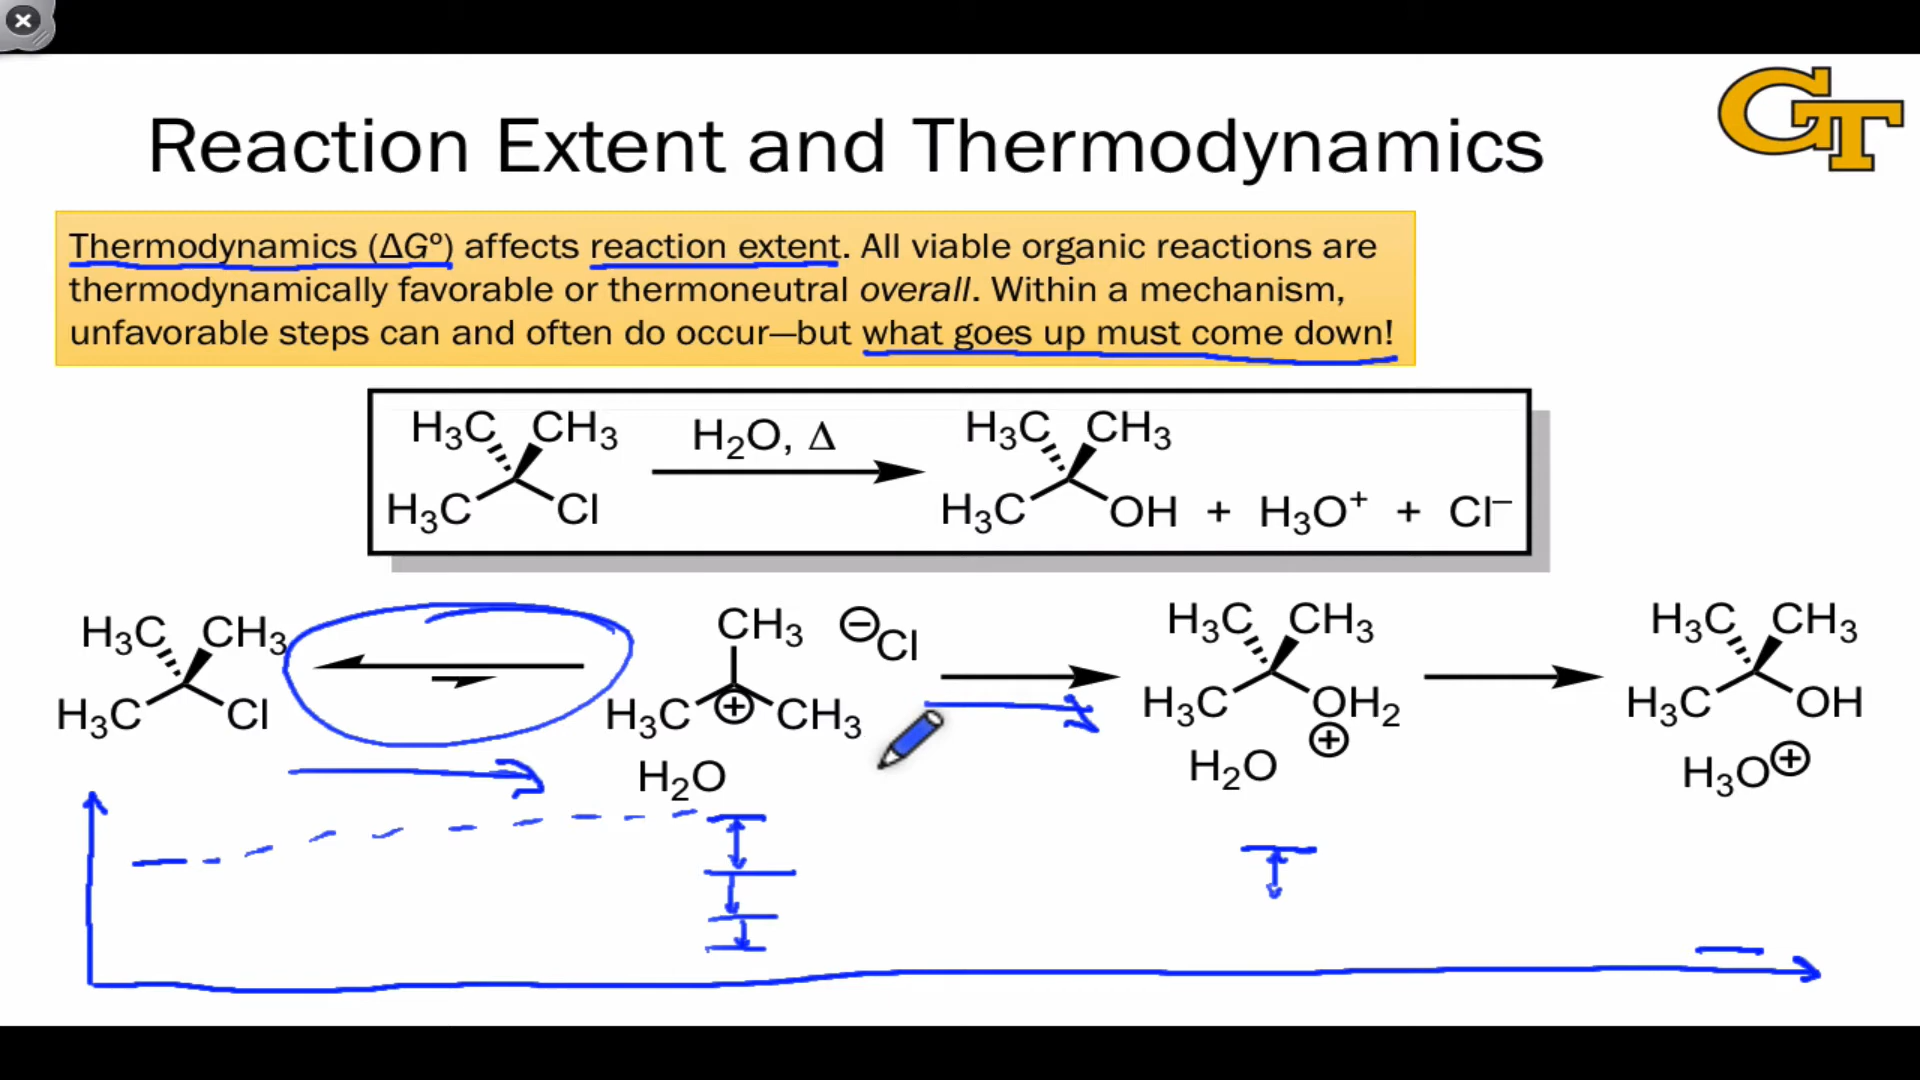 Reaction Extent and Thermodynamics
GT
Thermodynamics (ΔG°) affects reaction extent. All viable organic reactions are
thermodynamically favorable or thermoneutral overall. Within a mechanism,
unfavorable steps can and often do occur—but what goes up must come down!
H₃C CH₃ H₂O, Δ H₃C CH₃
H₃C Cl H₃C OH + H₃O⁺ + Cl⁻
H₃C CH₃ CH₃ ⊖Cl H₃C CH₃ H₃C CH₃
H₃C Cl H₃C ⊕ CH₃ H₃C OH₂ H₃C OH
⊕
H₂O H₂O H₃O⊕